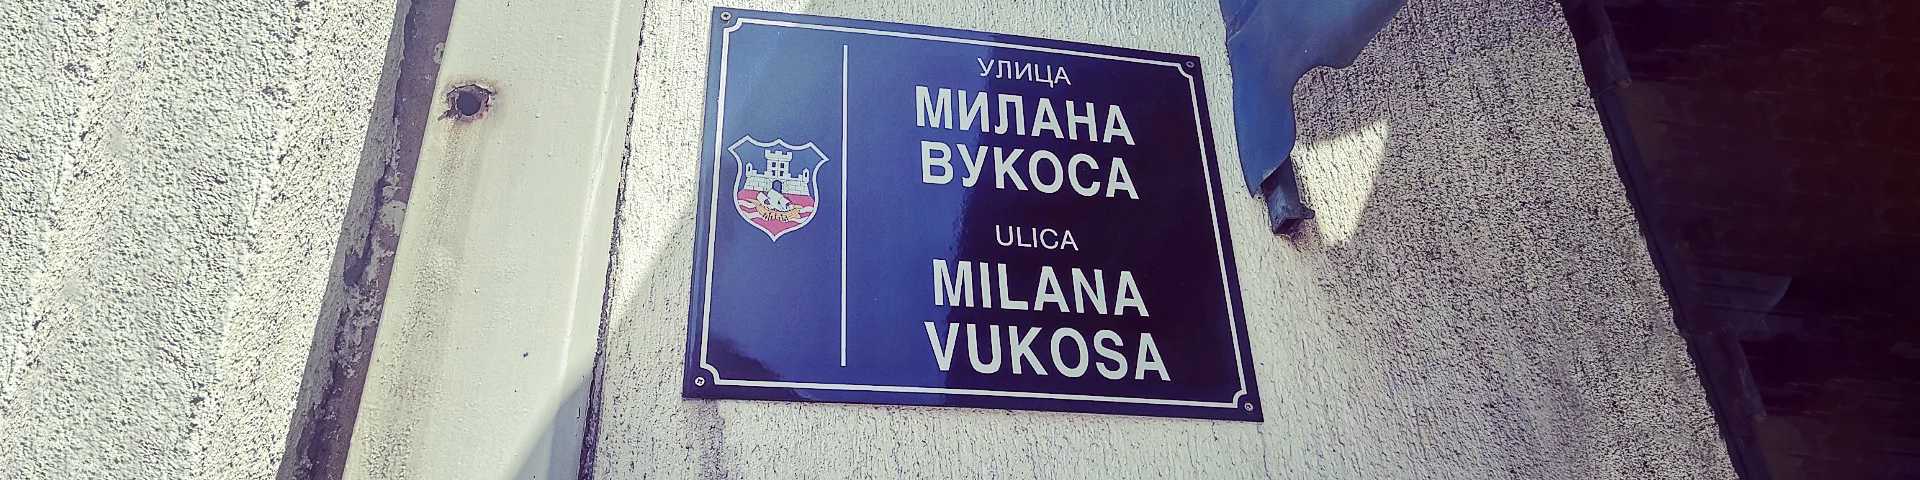 УЛИЦА
МИЛАНА
ВУКОСА
ULICA
MILANA
VUKOSA